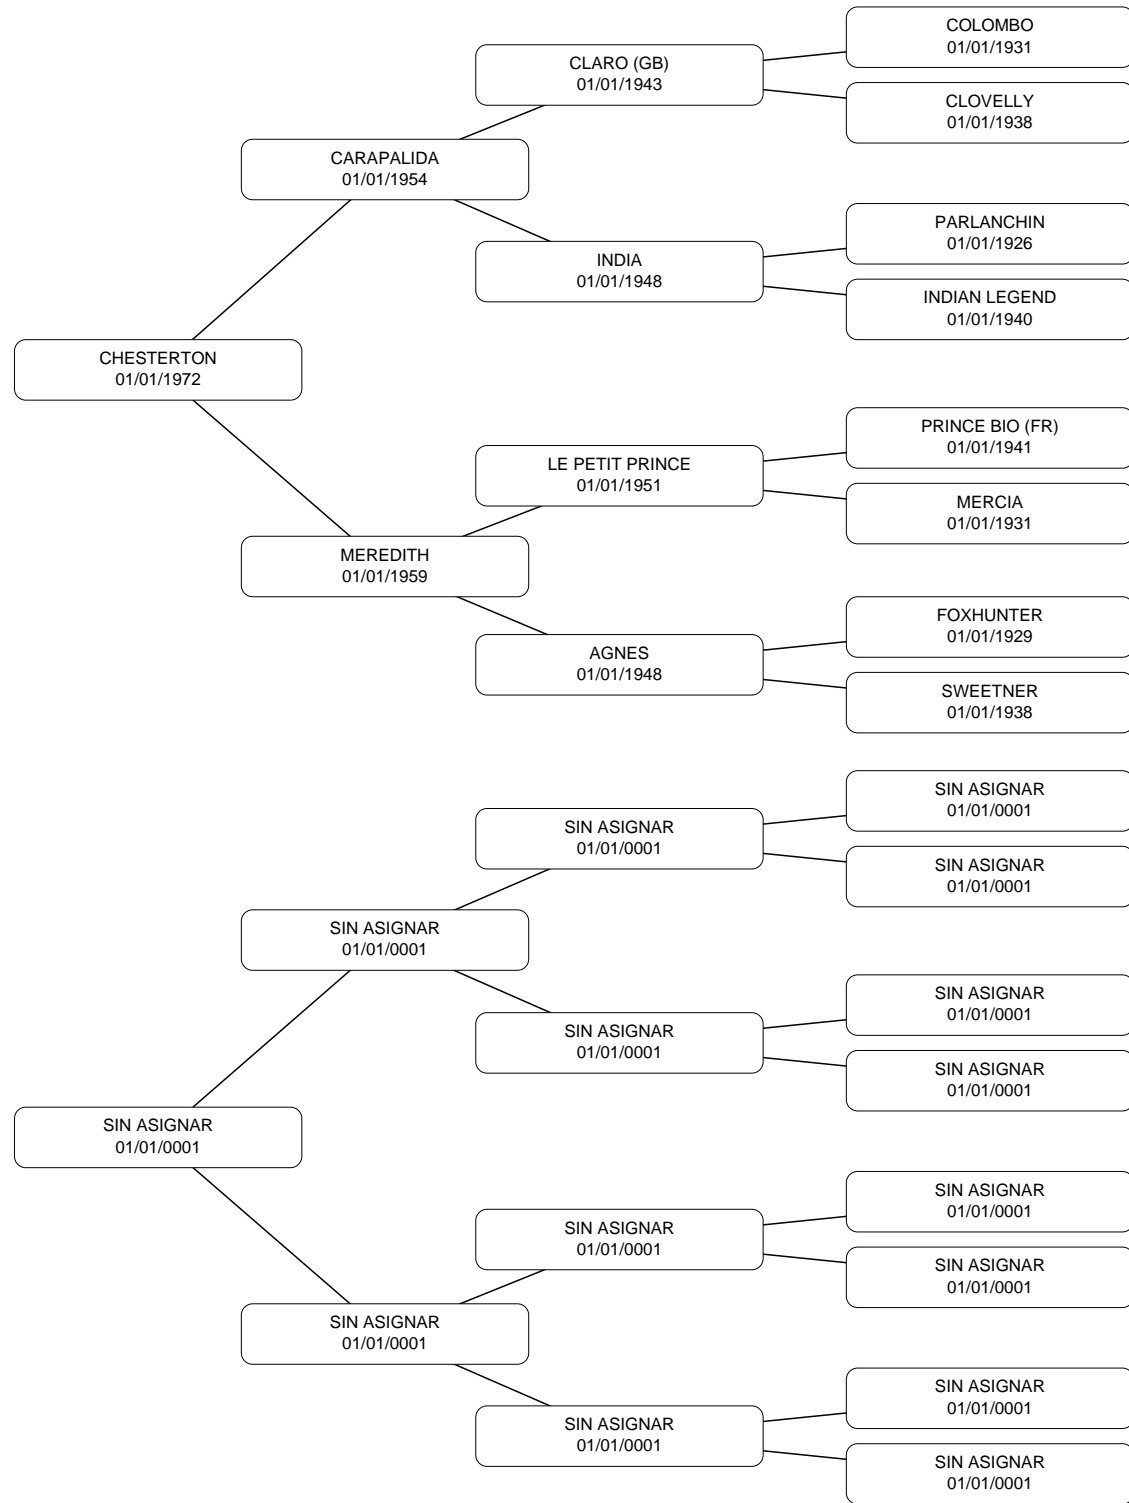 COLOMBO
01/01/1931
CLARO (GB)
01/01/1943
CLOVELLY
01/01/1938
CARAPALIDA
01/01/1954
PARLANCHIN
01/01/1926
INDIA
01/01/1948
INDIAN LEGEND
01/01/1940
CHESTERTON
01/01/1972
PRINCE BIO (FR)
01/01/1941
LE PETIT PRINCE
01/01/1951
MERCIA
01/01/1931
MEREDITH
01/01/1959
FOXHUNTER
01/01/1929
AGNES
01/01/1948
SWEETNER
01/01/1938
SIN ASIGNAR
01/01/0001
SIN ASIGNAR
01/01/0001
SIN ASIGNAR
01/01/0001
SIN ASIGNAR
01/01/0001
SIN ASIGNAR
01/01/0001
SIN ASIGNAR
01/01/0001
SIN ASIGNAR
01/01/0001
SIN ASIGNAR
01/01/0001
SIN ASIGNAR
01/01/0001
SIN ASIGNAR
01/01/0001
SIN ASIGNAR
01/01/0001
SIN ASIGNAR
01/01/0001
SIN ASIGNAR
01/01/0001
SIN ASIGNAR
01/01/0001
SIN ASIGNAR
01/01/0001